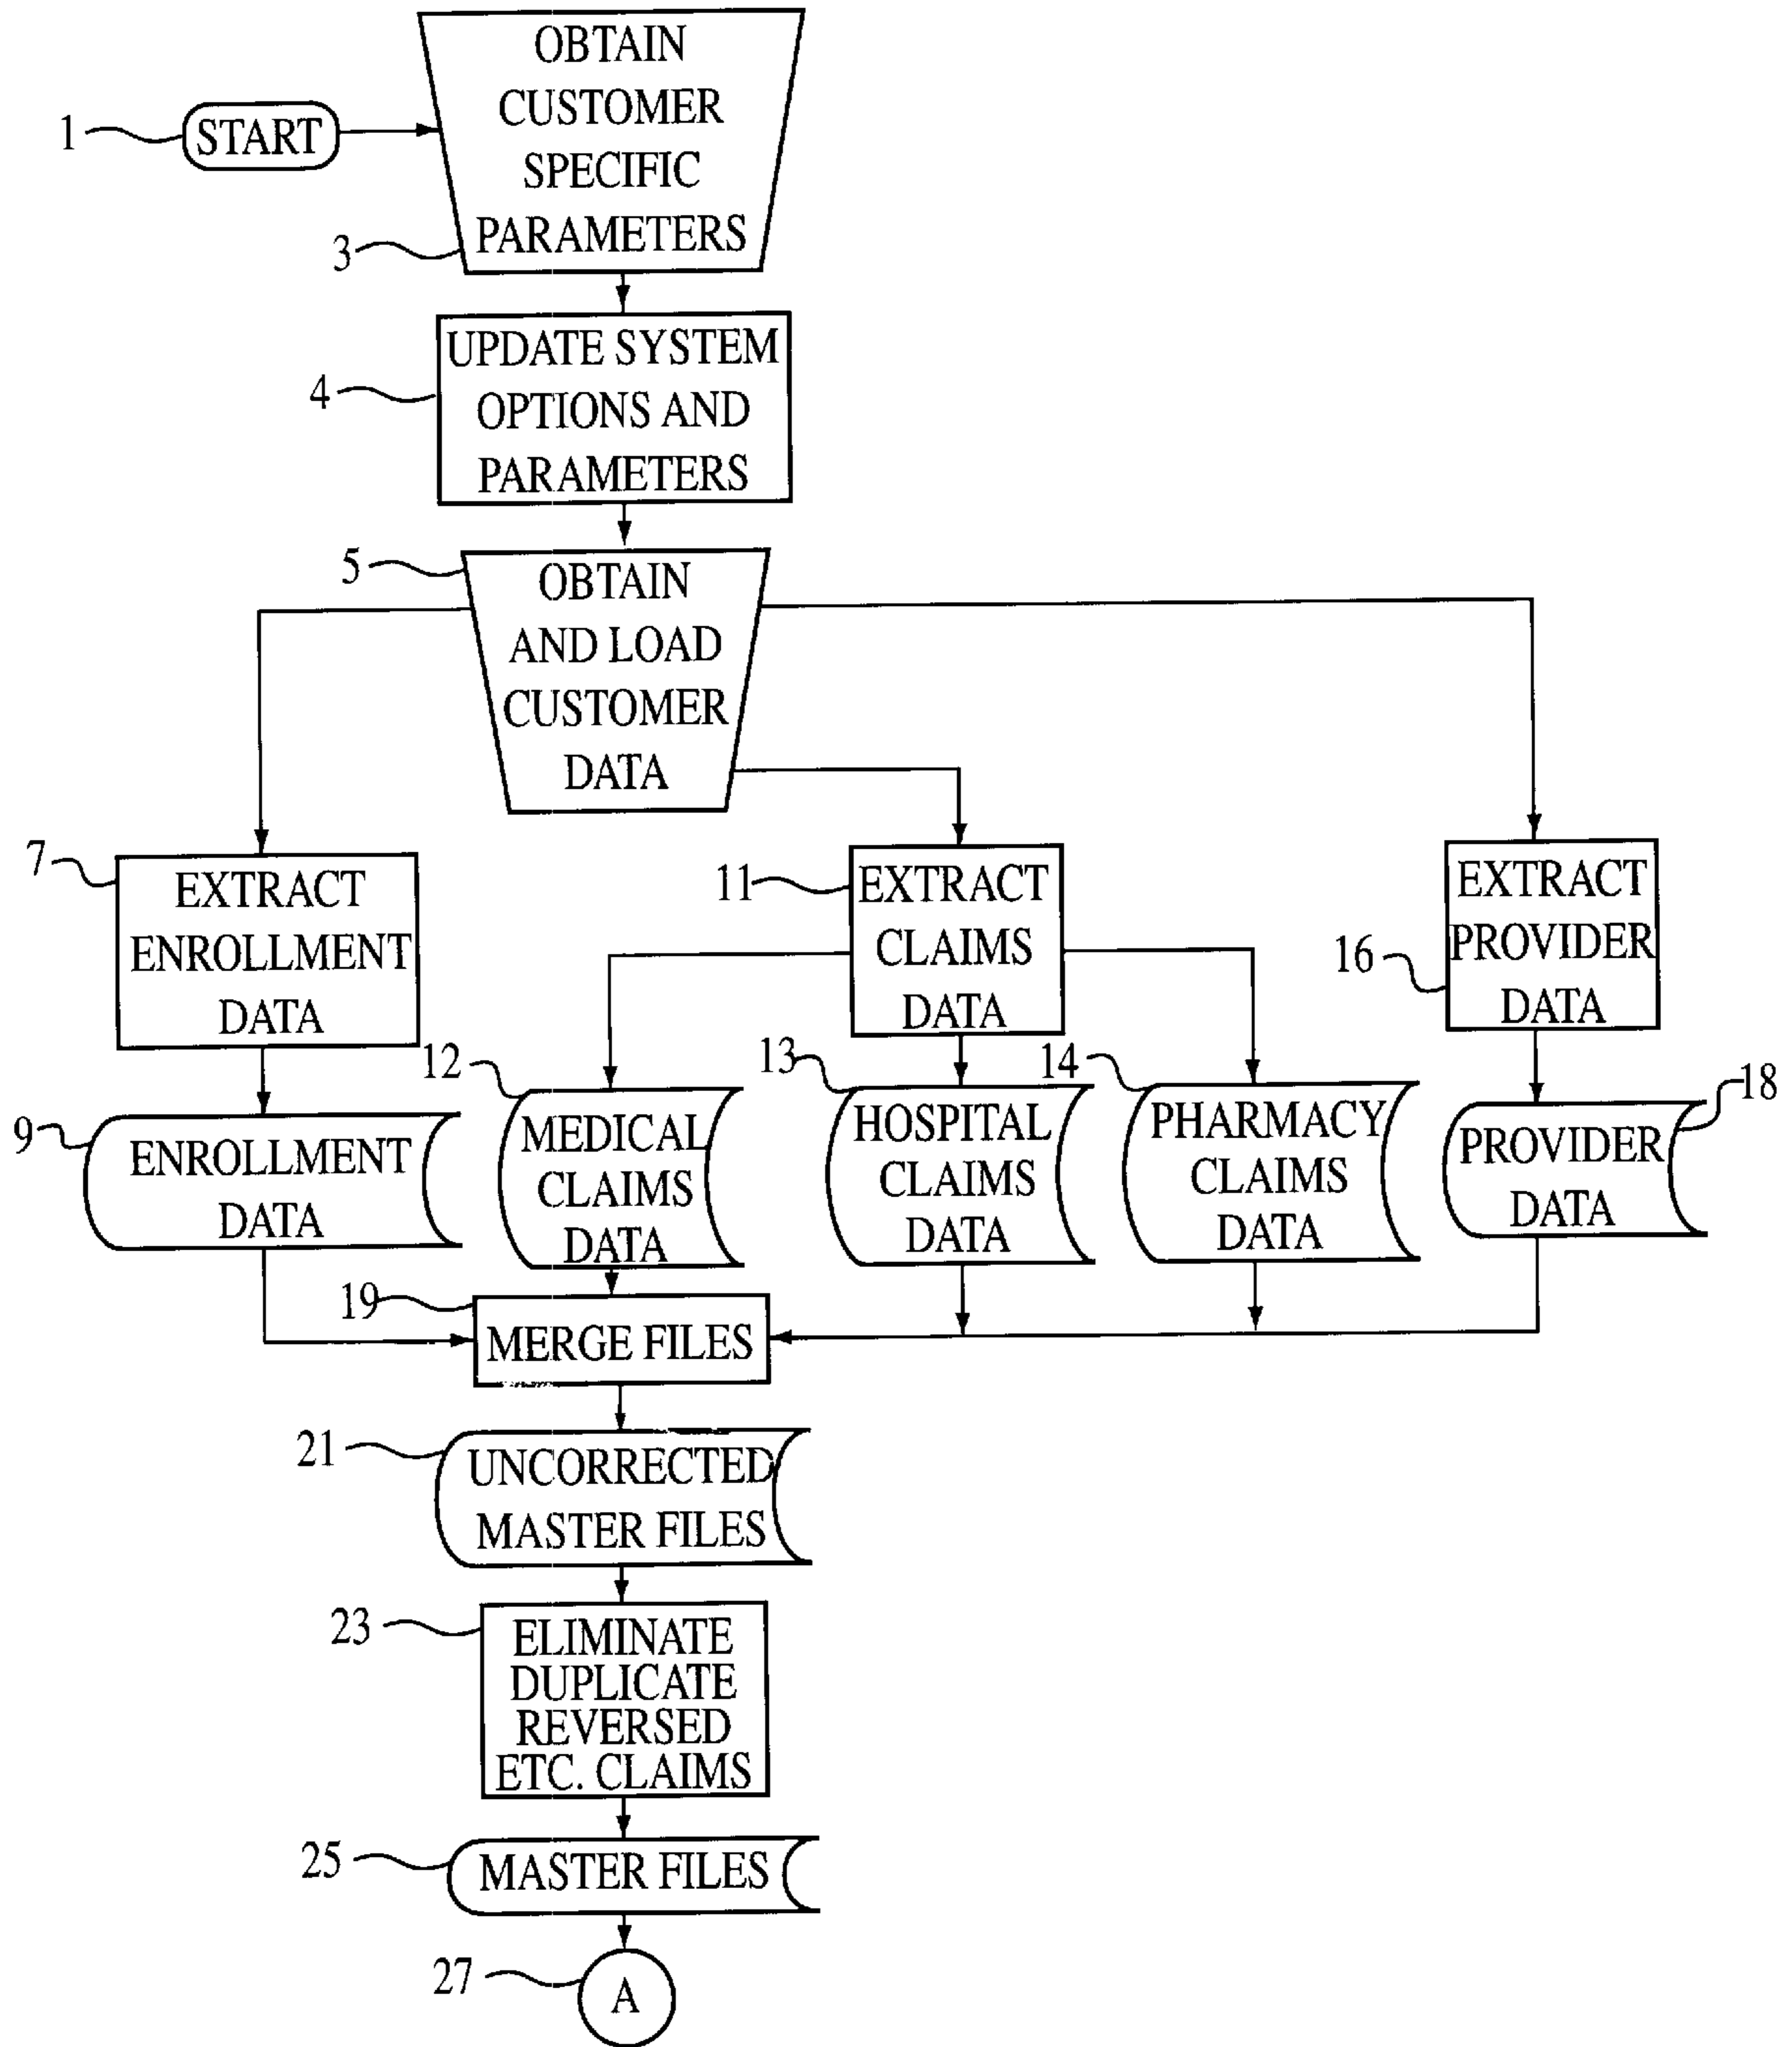 OBTAIN
CUSTOMER
SPECIFIC
PARAMETERS
1
START
3
UPDATE SYSTEM
OPTIONS AND
PARAMETERS
4
5
OBTAIN
AND LOAD
CUSTOMER
DATA
7
EXTRACT
ENROLLMENT
DATA
11
EXTRACT
CLAIMS
DATA
16
EXTRACT
PROVIDER
DATA
9
ENROLLMENT
DATA
12
MEDICAL
CLAIMS
DATA
13
HOSPITAL
CLAIMS
DATA
14
PHARMACY
CLAIMS
DATA
18
PROVIDER
DATA
19
MERGE FILES
21
UNCORRECTED
MASTER FILES
23
ELIMINATE
DUPLICATE
REVERSED
ETC. CLAIMS
25
MASTER FILES
27
A